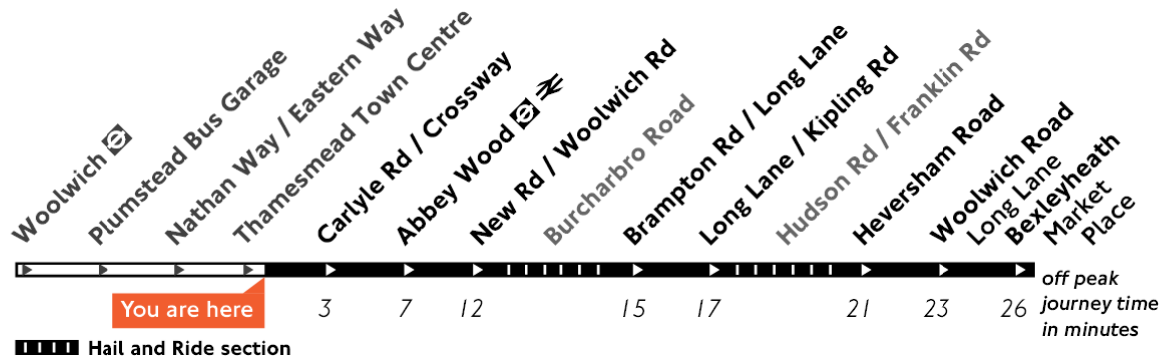 Woolwich
Plumstead Bus Garage
Nathan Way / Eastern Way
Thamesmead Town Centre
Carlyle Rd / Crossway
Abbey Wood
New Rd / Woolwich Rd
Burcharbro Road
Brampton Rd / Long Lane
Long Lane / Kipling Rd
Hudson Rd / Franklin Rd
Heversham Road
Woolwich Road
Long Lane
Bexleyheath
Market
Place
You are here
3 7 12 15 17 21 23 26
off peak
journey time
in minutes
Hail and Ride section